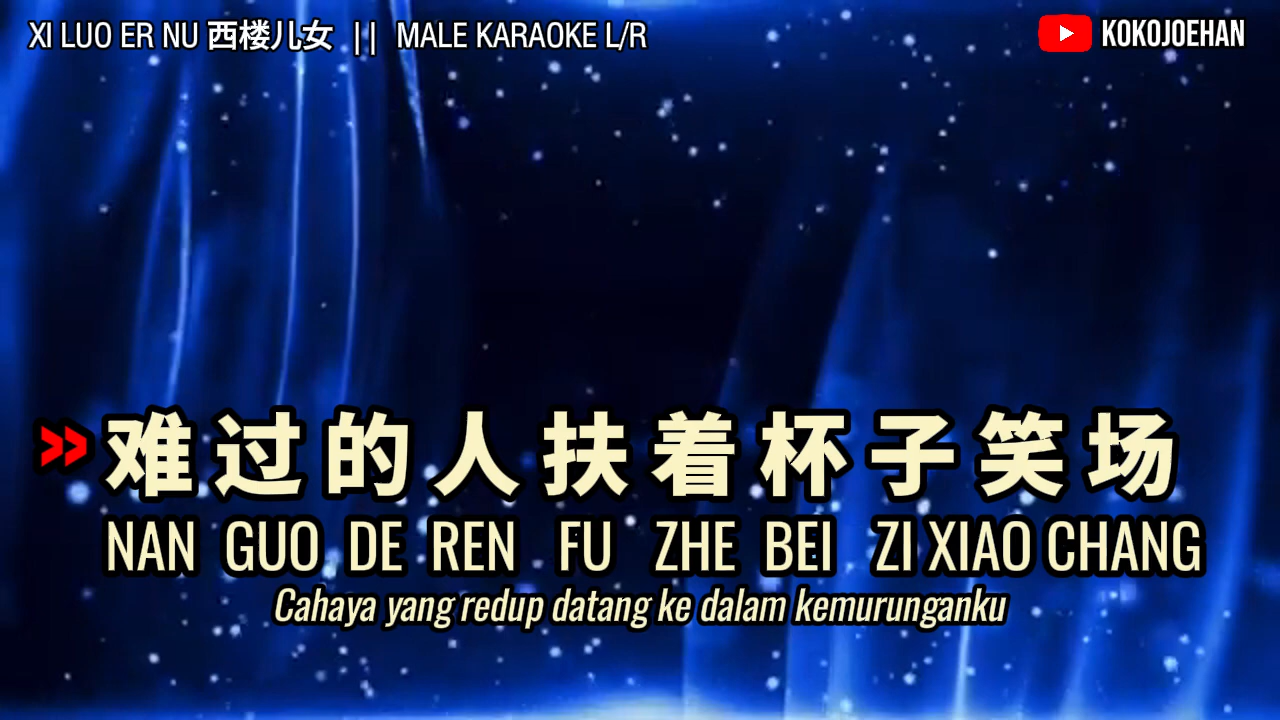 XI LUO ER NU 西楼儿女 || MALE KARAOKE L/R
KOKOJOEHAN
» 难过的人扶着杯子笑场
NAN GUO DE REN FU ZHE BEI ZI XIAO CHANG
Cahaya yang redup datang ke dalam kemurunganku